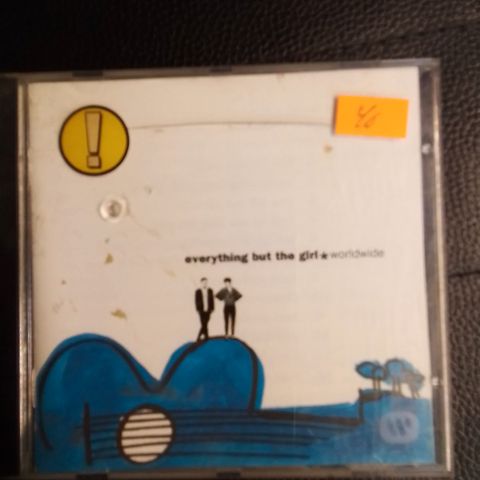 !
everything but the girl★worldwide